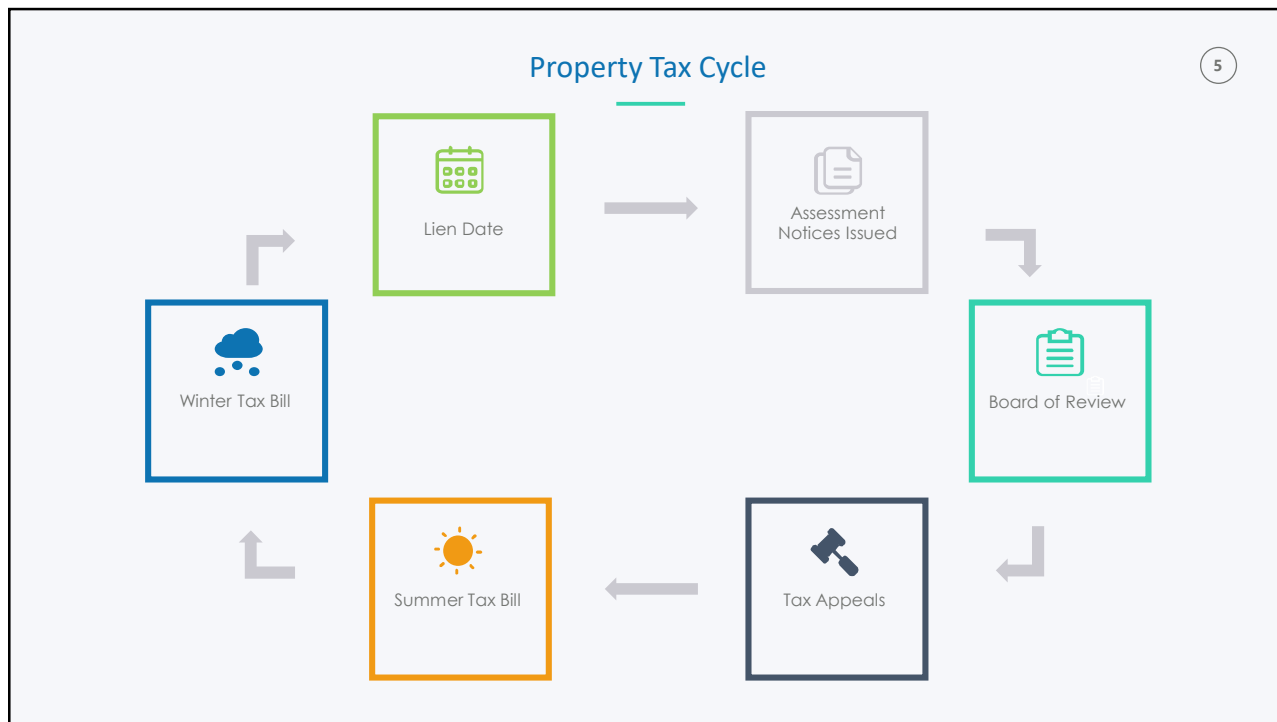 Property Tax Cycle
5
Lien Date
Assessment
Notices Issued
Board of Review
Tax Appeals
Summer Tax Bill
Winter Tax Bill